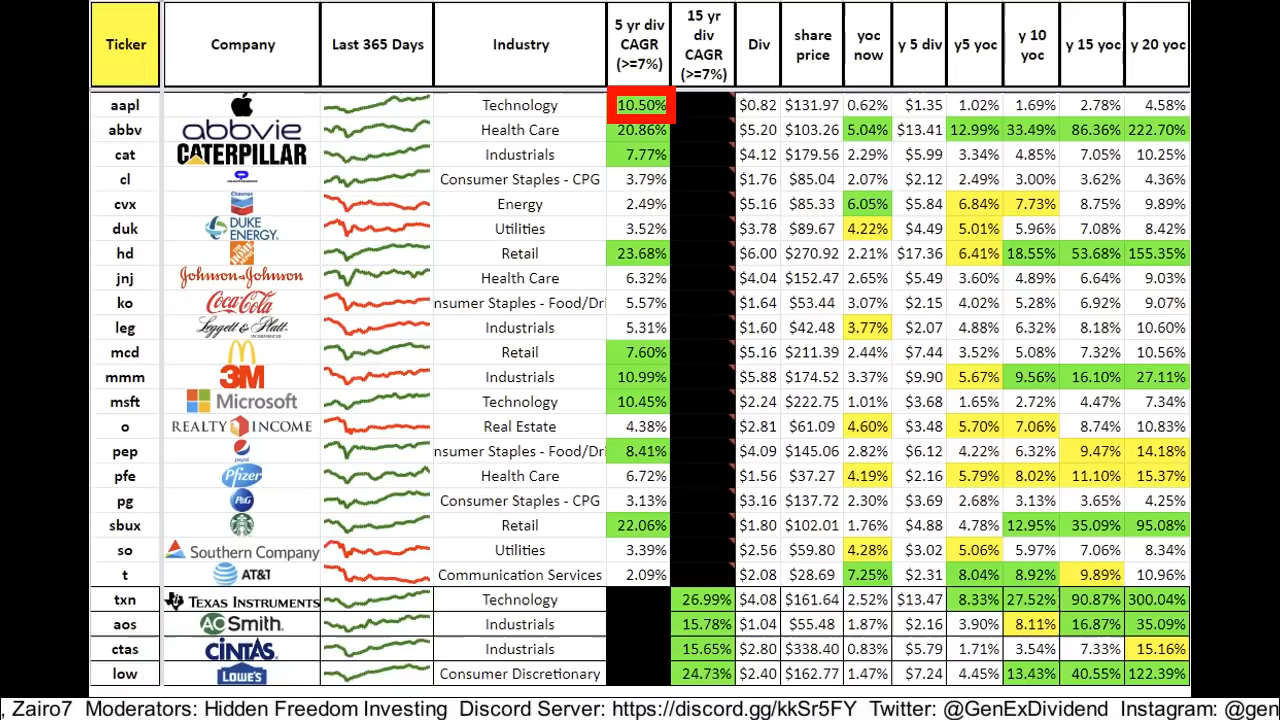 Ticker Company Last 365 Days Industry 5 yr div CAGR (>=7%) 15 yr div CAGR (>=7%) Div share price yoc now y 5 div y5 yoc y 10 yoc y 15 yoc y 20 yoc
aapl Technology 10.50% $0.82 $131.97 0.62% $1.35 1.02% 1.69% 2.78% 4.58%
abbv abbvie Health Care 20.86% $5.20 $103.26 5.04% $13.41 12.99% 33.49% 86.36% 222.70%
cat CATERPILLAR Industrials 7.77% $4.12 $179.56 2.29% $5.99 3.34% 4.85% 7.05% 10.25%
cl Consumer Staples - CPG 3.79% $1.76 $85.04 2.07% $2.12 2.49% 3.00% 3.62% 4.36%
cvx Chevron Energy 2.49% $5.16 $85.33 6.05% $5.84 6.84% 7.73% 8.75% 9.89%
duk DUKE ENERGY. Utilities 3.52% $3.78 $89.67 4.22% $4.49 5.01% 5.96% 7.08% 8.42%
hd Retail 23.68% $6.00 $270.92 2.21% $17.36 6.41% 18.55% 53.68% 155.35%
jnj Johnson & Johnson Health Care 6.32% $4.04 $152.47 2.65% $5.49 3.60% 4.89% 6.64% 9.03%
ko Coca-Cola nsumer Staples - Food/Dri 5.57% $1.64 $53.44 3.07% $2.15 4.02% 5.28% 6.92% 9.07%
leg Leggett & Platt Industrials 5.31% $1.60 $42.48 3.77% $2.07 4.88% 6.32% 8.18% 10.60%
mcd Retail 7.60% $5.16 $211.39 2.44% $7.44 3.52% 5.08% 7.32% 10.56%
mmm 3M Industrials 10.99% $5.88 $174.52 3.37% $9.90 5.67% 9.56% 16.10% 27.11%
msft Microsoft Technology 10.45% $2.24 $222.75 1.01% $3.68 1.65% 2.72% 4.47% 7.34%
o REALTY INCOME Real Estate 4.38% $2.81 $61.09 4.60% $3.48 5.70% 7.06% 8.74% 10.83%
pep pepsi nsumer Staples - Food/Dri 8.41% $4.09 $145.06 2.82% $6.12 4.22% 6.32% 9.47% 14.18%
pfe Pfizer Health Care 6.72% $1.56 $37.27 4.19% $2.16 5.79% 8.02% 11.10% 15.37%
pg P&G Consumer Staples - CPG 3.13% $3.16 $137.72 2.30% $3.69 2.68% 3.13% 3.65% 4.25%
sbux Retail 22.06% $1.80 $102.01 1.76% $4.88 4.78% 12.95% 35.09% 95.08%
so Southern Company Utilities 3.39% $2.56 $59.80 4.28% $3.02 5.06% 5.97% 7.06% 8.34%
t AT&T Communication Services 2.09% $2.08 $28.69 7.25% $2.31 8.04% 8.92% 9.89% 10.96%
txn TEXAS INSTRUMENTS Technology 26.99% $4.08 $161.64 2.52% $13.47 8.33% 27.52% 90.87% 300.04%
aos AO Smith. Industrials 15.78% $1.04 $55.48 1.87% $2.16 3.90% 8.11% 16.87% 35.09%
ctas CINTAS. Industrials 15.65% $2.80 $338.40 0.83% $5.79 1.71% 3.54% 7.33% 15.16%
low LOWE'S Consumer Discretionary 24.73% $2.40 $162.77 1.47% $7.24 4.45% 13.43% 40.55% 122.39%
, Zairo7 Moderators: Hidden Freedom Investing Discord Server: https://discord.gg/kkSr5FY Twitter: @GenExDividend Instagram: @gen